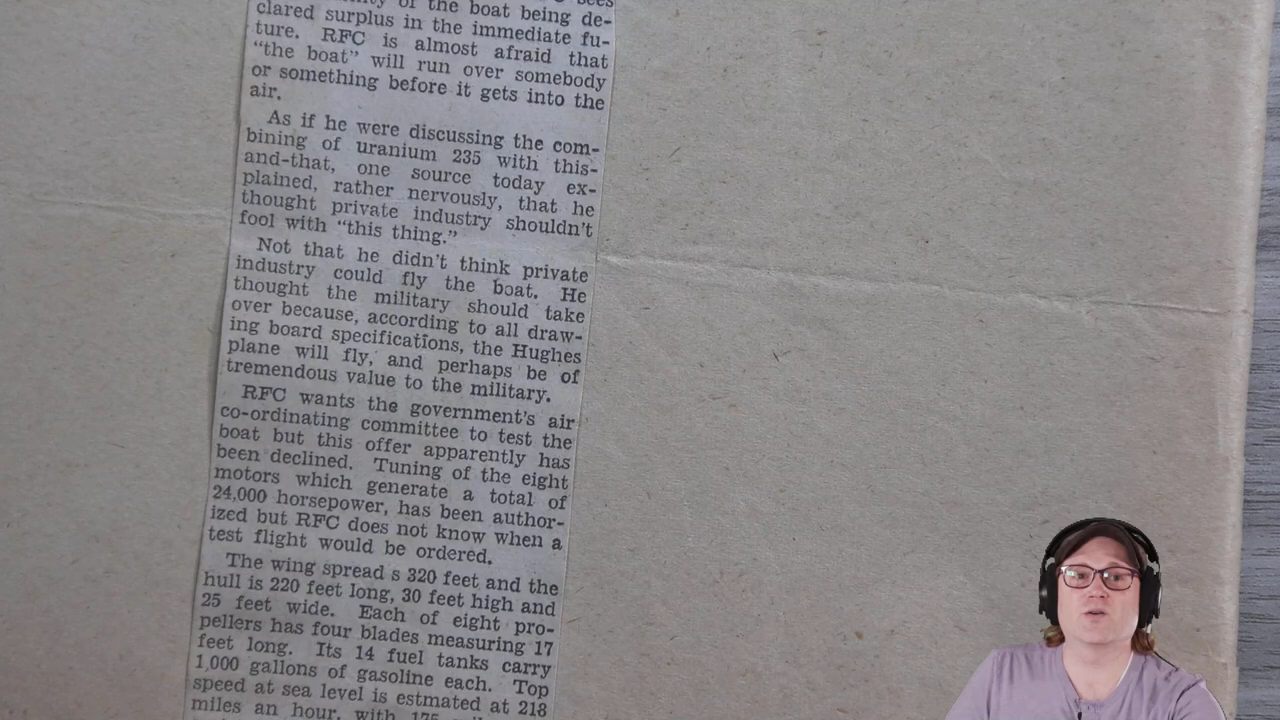 of the boat being de-
clared surplus in the immediate fu-
ture. RFC is almost afraid that
“the boat” will run over somebody
or something before it gets into the
air.
As if he were discussing the com-
bining of uranium 235 with this-
and-that, one source today ex-
plained, rather nervously, that he
thought private industry shouldn't
fool with “this thing.”
Not that he didn't think private
industry could fly the boat. He
thought the military should take
over because, according to all draw-
ing board specifications, the Hughes
plane will fly, and perhaps be of
tremendous value to the military.
RFC wants the government's air
co-ordinating committee to test the
boat but this offer apparently has
been declined. Tuning of the eight
motors which generate a total of
24,000 horsepower, has been author-
ized but RFC does not know when a
test flight would be ordered.
The wing spread s 320 feet and the
hull is 220 feet long, 30 feet high and
25 feet wide. Each of eight pro-
pellers has four blades measuring 17
feet long. Its 14 fuel tanks carry
1,000 gallons of gasoline each. Top
speed at sea level is estmated at 218
miles an hour, with 175